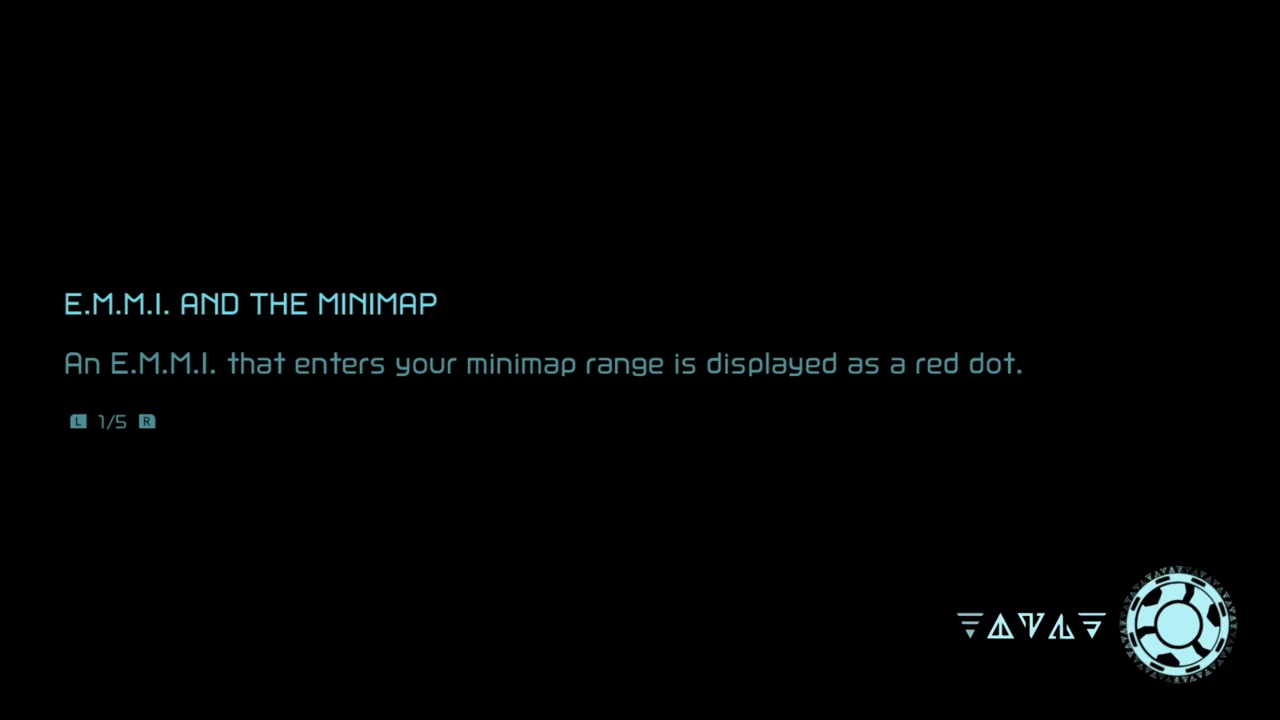 E.M.M.I. AND THE MINIMAP
An E.M.M.I. that enters your minimap range is displayed as a red dot.
L 1/5 R